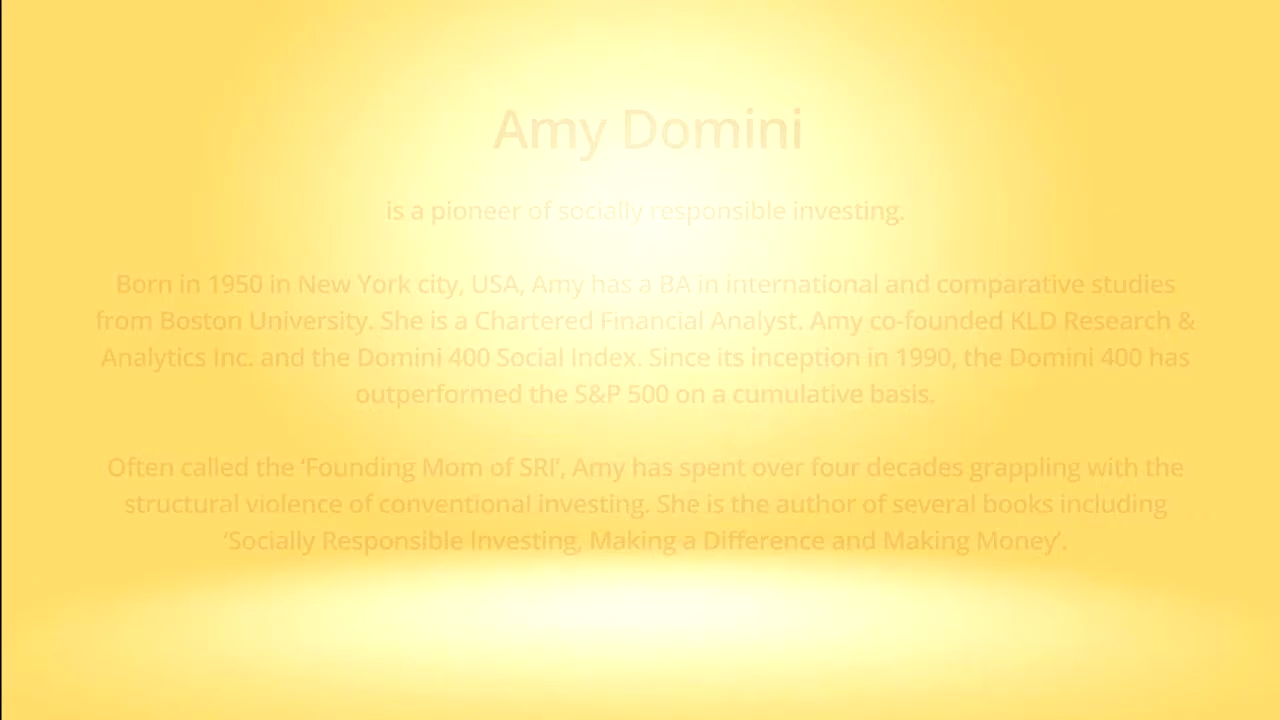 Amy Domini
is a pioneer of socially responsible investing.
Born in 1950 in New York city, USA, Amy has a BA in international and comparative studies
from Boston University. She is a Chartered Financial Analyst. Amy co-founded KLD Research &
Analytics Inc. and the Domini 400 Social Index. Since its inception in 1990, the Domini 400 has
outperformed the S&P 500 on a cumulative basis.
Often called the ‘Founding Mom of SRI’, Amy has spent over four decades grappling with the
structural violence of conventional investing. She is the author of several books including
‘Socially Responsible Investing, Making a Difference and Making Money’.